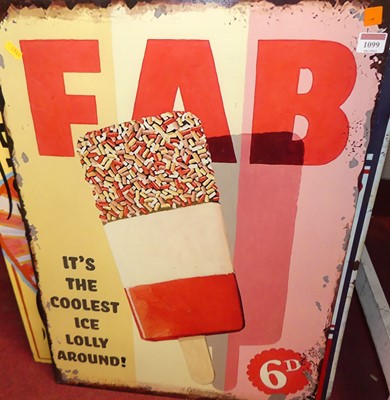 FAB
1099
IT'S
THE
COOLEST
ICE
LOLLY
AROUND!
6D